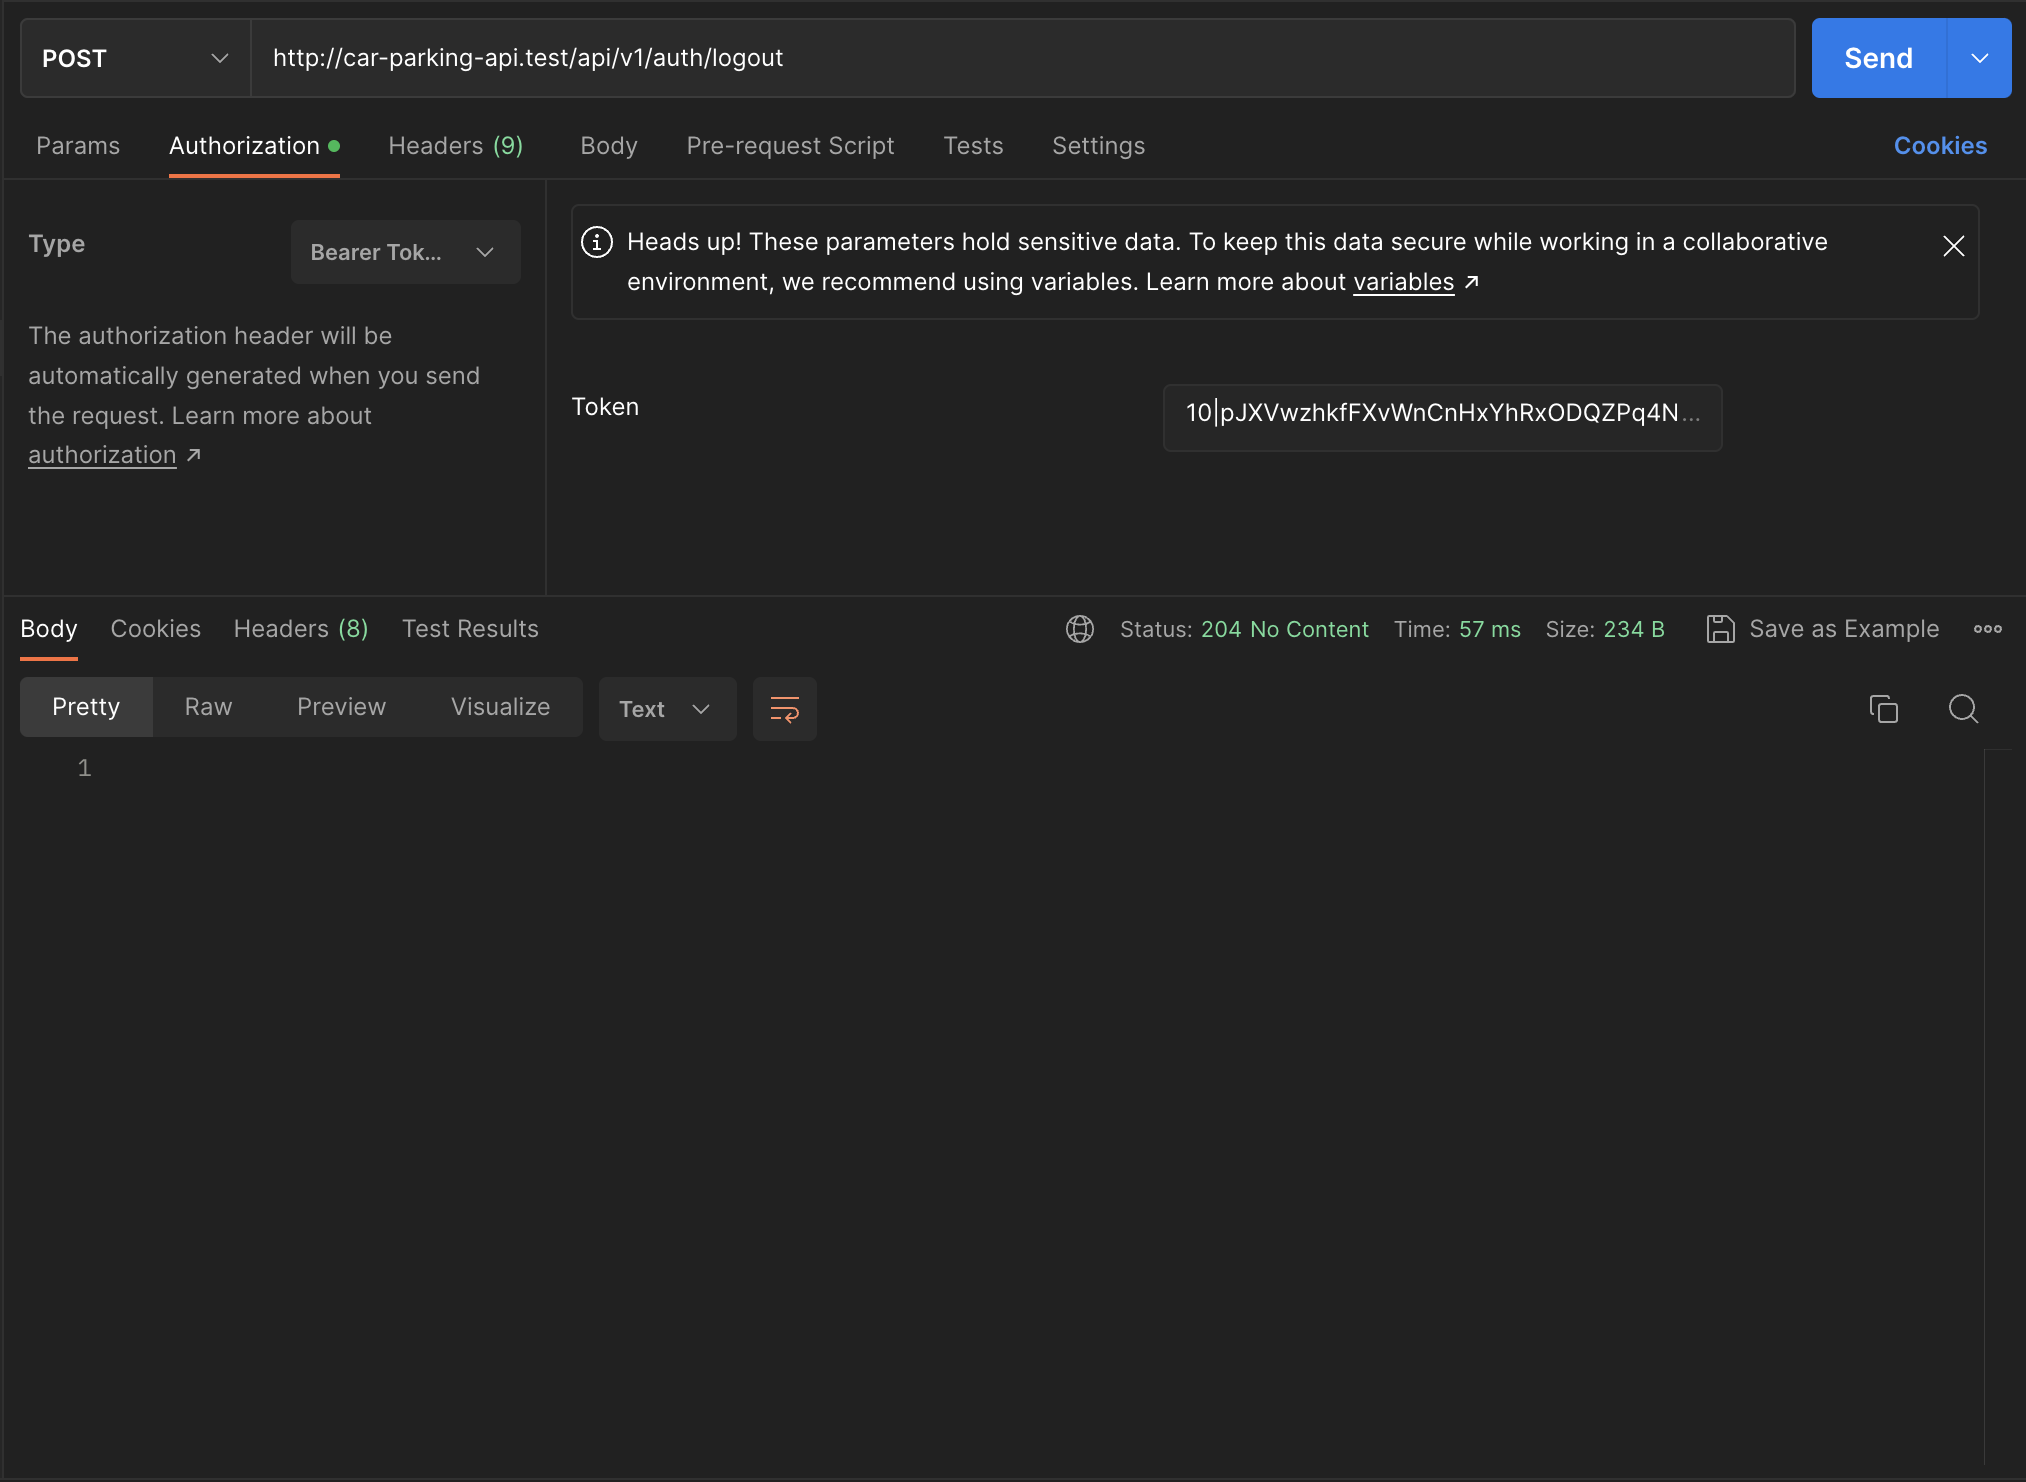 POST
http://car-parking-api.test/api/v1/auth/logout
Send
Params
Authorization
Headers (9)
Body
Pre-request Script
Tests
Settings
Cookies
Type
Bearer Tok...
The authorization header will be
automatically generated when you send
the request. Learn more about
authorization ↗
Heads up! These parameters hold sensitive data. To keep this data secure while working in a collaborative
environment, we recommend using variables. Learn more about variables ↗
Token
10|pJXVwzhkfFXvWnCnHxYhRxODQZPq4N...
Body
Cookies
Headers (8)
Test Results
Status: 204 No Content
Time: 57 ms
Size: 234 B
Save as Example
Pretty
Raw
Preview
Visualize
Text
1